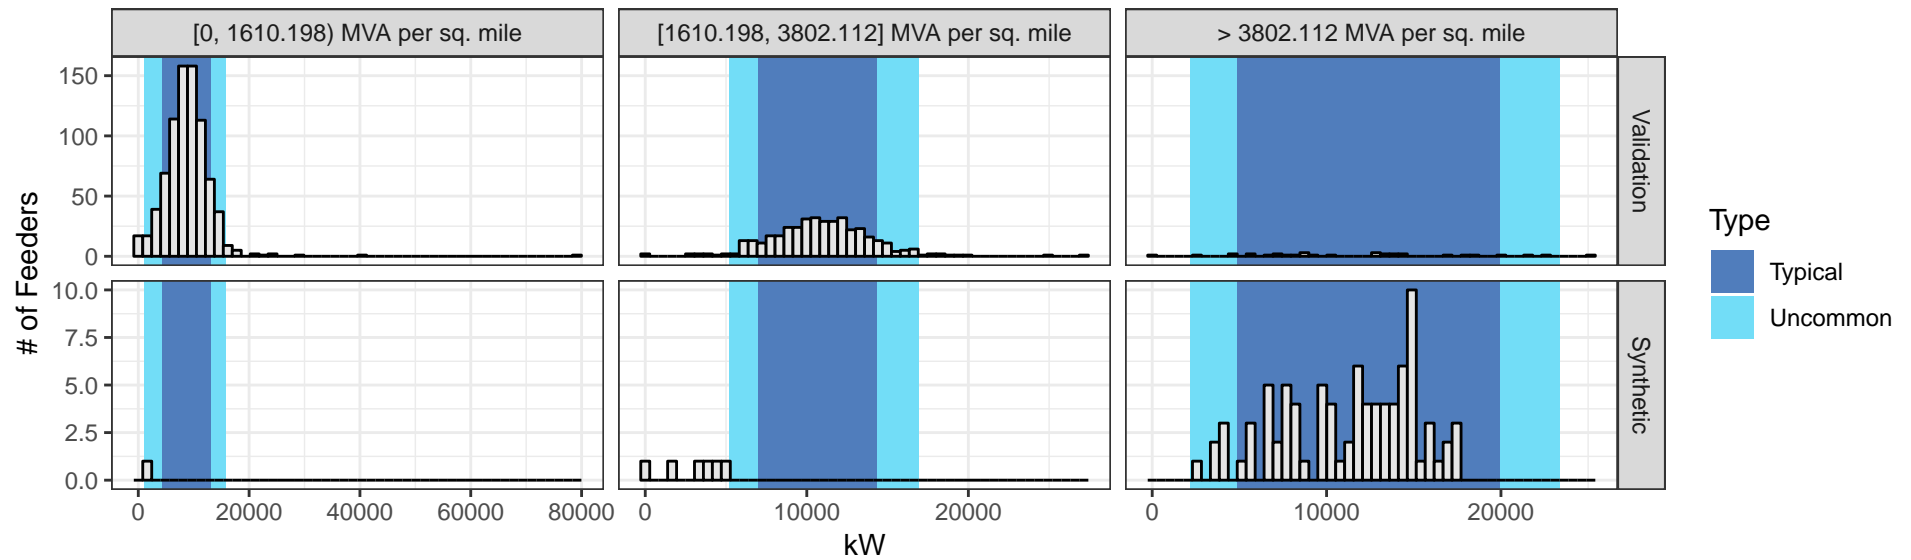 [0, 1610.198) MVA per sq. mile
[1610.198, 3802.112] MVA per sq. mile
> 3802.112 MVA per sq. mile
150
100
50
0
Validation
10.0
7.5
5.0
2.5
0.0
Synthetic
# of Feeders
0 20000 40000 60000 80000
0 10000 20000
0 10000 20000
kW
Type
Typical
Uncommon